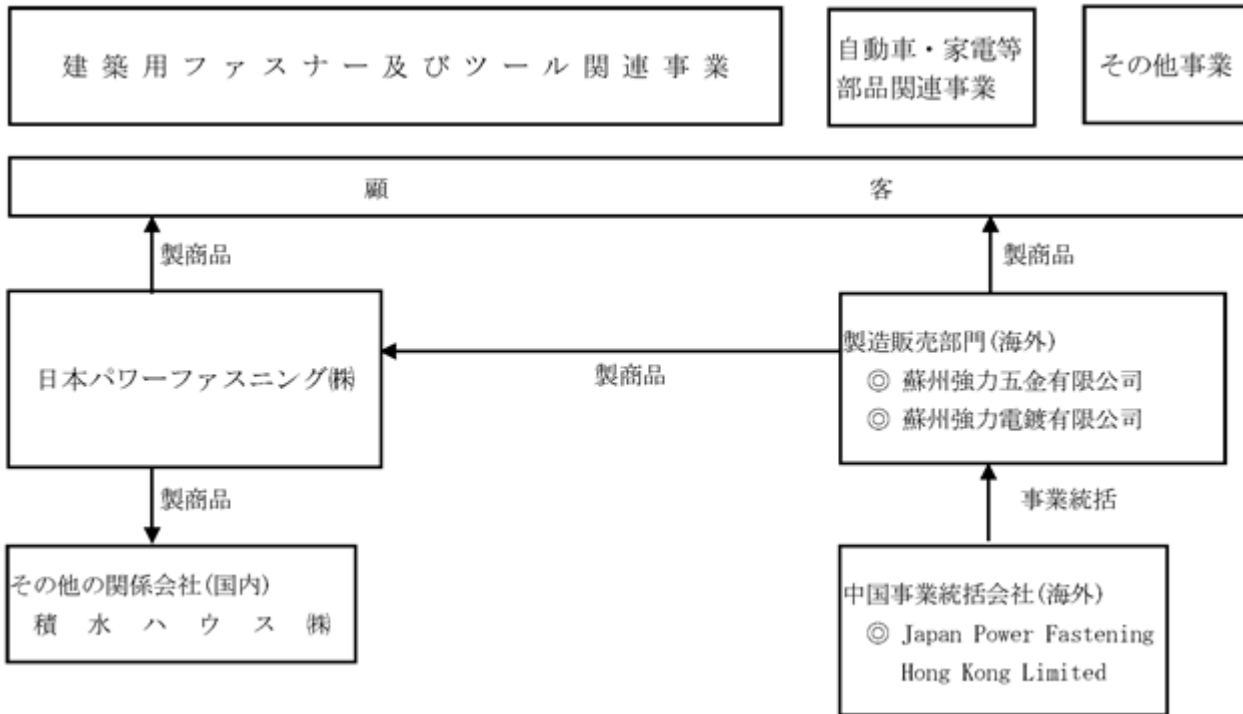 建築用ファスナー及びツール関連事業
自動車・家電等
部品関連事業
その他事業
顧客
製商品
製商品
日本パワーファスニング㈱
製商品
製造販売部門(海外)
◎ 蘇州強力五金有限公司
◎ 蘇州強力電鍍有限公司
製商品
事業統括
その他の関係会社(国内)
積水ハウス㈱
中国事業統括会社(海外)
◎ Japan Power Fastening
Hong Kong Limited